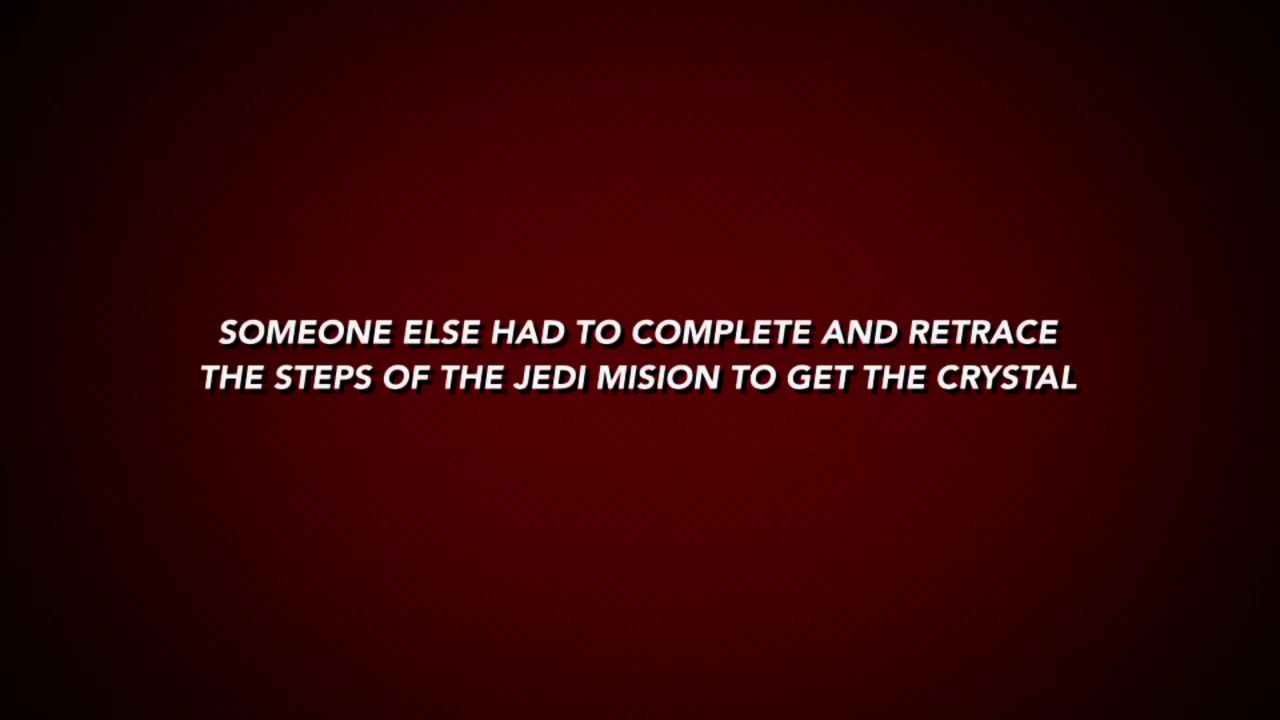 SOMEONE ELSE HAD TO COMPLETE AND RETRACE
THE STEPS OF THE JEDI MISION TO GET THE CRYSTAL